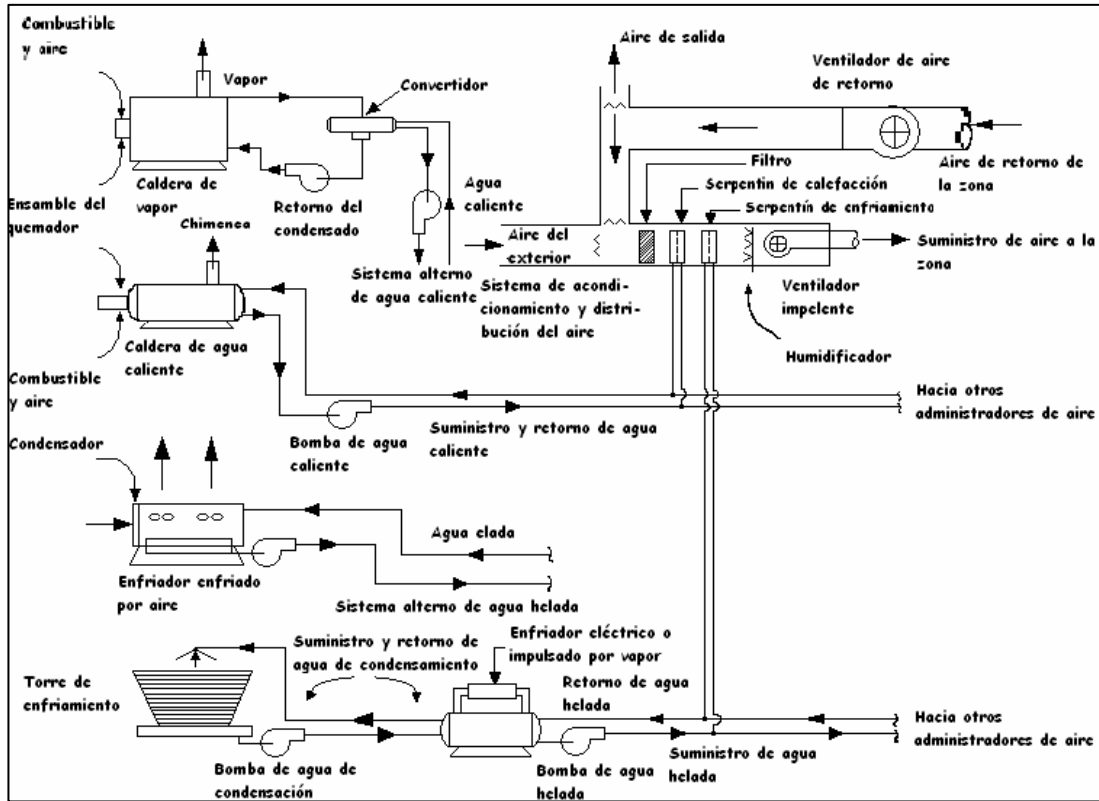 Combustible
y aire
Vapor
Convertidor
Aire de salida
Ventilador de aire
de retorno
Ensamble del
quemador
Caldera de
vapor
Retorno del
condensado
Agua
caliente
Filtro
Serpentin de calefacción
Serpentín de enfriamiento
Aire de retorno de
la zona
Chimenea
Sistema alterno
de agua caliente
Aire del
exterior
Sistema de acondi-
cionamiento y distri-
bución del aire
Ventilador
impelente
Suministro de aire a la
zona
Humidificador
Caldera de agua
caliente
Combustible
y aire
Bomba de agua
caliente
Suministro y retorno de agua
caliente
Hacia otros
administradores de aire
Condensador
Agua clada
Enfriador enfriado
por aire
Sistema alterno de agua helada
Suministro y retorno de
agua de condensamiento
Enfriador eléctrico o
impulsado por vapor
Torre de
enfriamiento
Retorno de agua
helada
Bomba de agua de
condensación
Bomba de agua
helada
Suministro de agua
helada
Hacia otros
administradores de aire